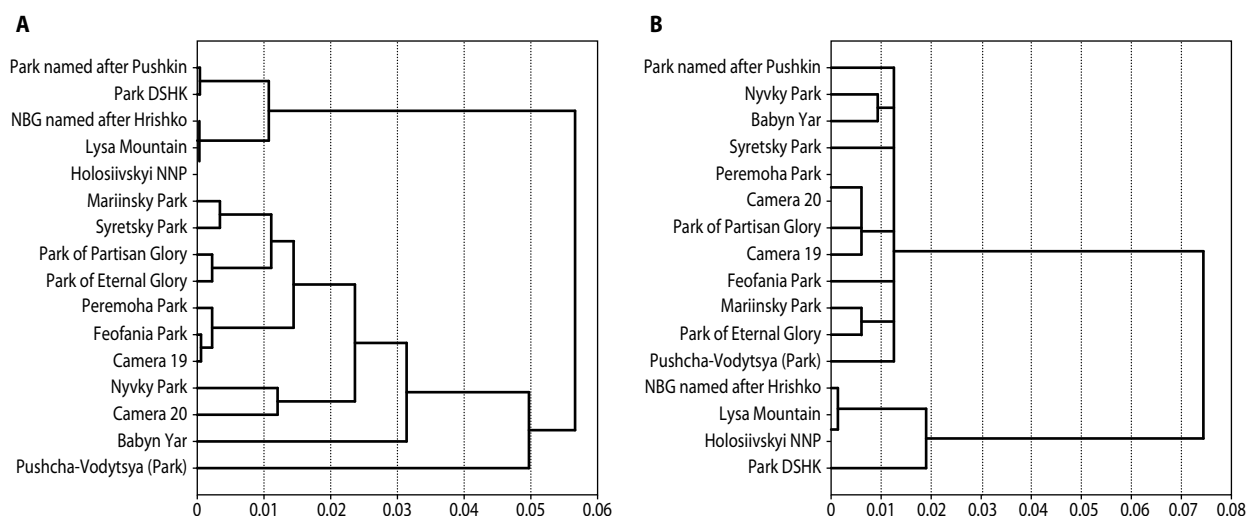 A
Park named after Pushkin
Park DSHK
NBG named after Hrishko
Lysa Mountain
Holosiivskyi NNP
Mariinsky Park
Syretsky Park
Park of Partisan Glory
Park of Eternal Glory
Peremoha Park
Feofania Park
Camera 19
Nyvky Park
Camera 20
Babyn Yar
Pushcha-Vodytsya (Park)
0 0.01 0.02 0.03 0.04 0.05 0.06
B
Park named after Pushkin
Nyvky Park
Babyn Yar
Syretsky Park
Peremoha Park
Camera 20
Park of Partisan Glory
Camera 19
Feofania Park
Mariinsky Park
Park of Eternal Glory
Pushcha-Vodytsya (Park)
NBG named after Hrishko
Lysa Mountain
Holosiivskyi NNP
Park DSHK
0 0.01 0.02 0.03 0.04 0.05 0.06 0.07 0.08